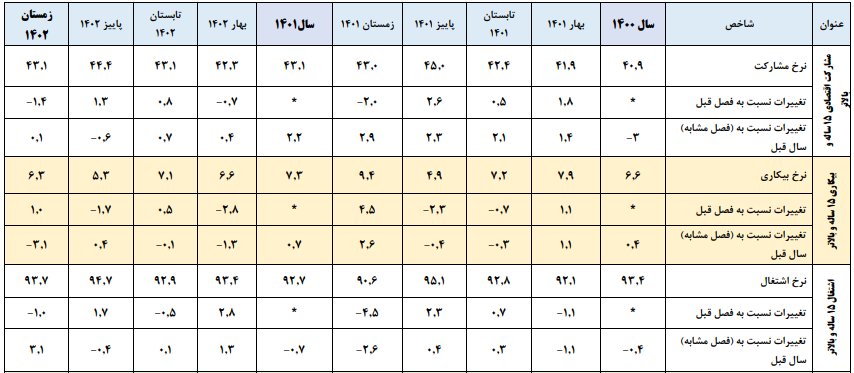 عنوان شاخص سال ۱۴۰۰ بهار ۱۴۰۱ تابستان ۱۴۰۱ پاییز ۱۴۰۱ زمستان ۱۴۰۱ سال۱۴۰۱ بهار ۱۴۰۲ تابستان ۱۴۰۲ پاییز ۱۴۰۲ زمستان ۱۴۰۲
مشارکت اقتصادی ۱۵ ساله و بالاتر
نرخ مشارکت ۴۰٫۹ ۴۱٫۹ ۴۲٫۴ ۴۵٫۰ ۴۳٫۰ ۴۳٫۱ ۴۲٫۳ ۴۳٫۱ ۴۴٫۴ ۴۳٫۱
تغییرات نسبت به فصل قبل * ۱٫۸ ۰٫۵ ۲٫۶ -۲٫۰ * -۰٫۷ ۰٫۸ ۱٫۳ -۱٫۴
تغییرات نسبت به (فصل مشابه) سال قبل -۳ ۱٫۴ ۲٫۱ ۲٫۳ ۲٫۹ ۲٫۲ ۰٫۴ ۰٫۷ -۰٫۶ ۰٫۱
بیکاری ۱۵ ساله و بالاتر
نرخ بیکاری ۶٫۶ ۷٫۹ ۷٫۲ ۴٫۹ ۹٫۴ ۷٫۳ ۶٫۶ ۷٫۱ ۵٫۳ ۶٫۳
تغییرات نسبت به فصل قبل * ۱٫۱ -۰٫۷ -۲٫۳ ۴٫۵ * -۲٫۸ ۰٫۵ -۱٫۷ ۱٫۰
تغییرات نسبت به (فصل مشابه) سال قبل ۰٫۴ ۱٫۱ -۰٫۳ -۰٫۴ ۲٫۶ ۰٫۷ -۱٫۳ -۰٫۱ ۰٫۴ -۳٫۱
اشتغال ۱۵ ساله و بالاتر
نرخ اشتغال ۹۳٫۴ ۹۲٫۱ ۹۲٫۸ ۹۵٫۱ ۹۰٫۶ ۹۲٫۷ ۹۳٫۴ ۹۲٫۹ ۹۴٫۷ ۹۳٫۷
تغییرات نسبت به فصل قبل * -۱٫۱ ۰٫۷ ۲٫۳ -۴٫۵ * ۲٫۸ -۰٫۵ ۱٫۷ -۱٫۰
تغییرات نسبت به (فصل مشابه) سال قبل -۰٫۴ -۱٫۱ ۰٫۳ ۰٫۴ -۲٫۶ -۰٫۷ ۱٫۳ ۰٫۱ -۰٫۴ ۳٫۱